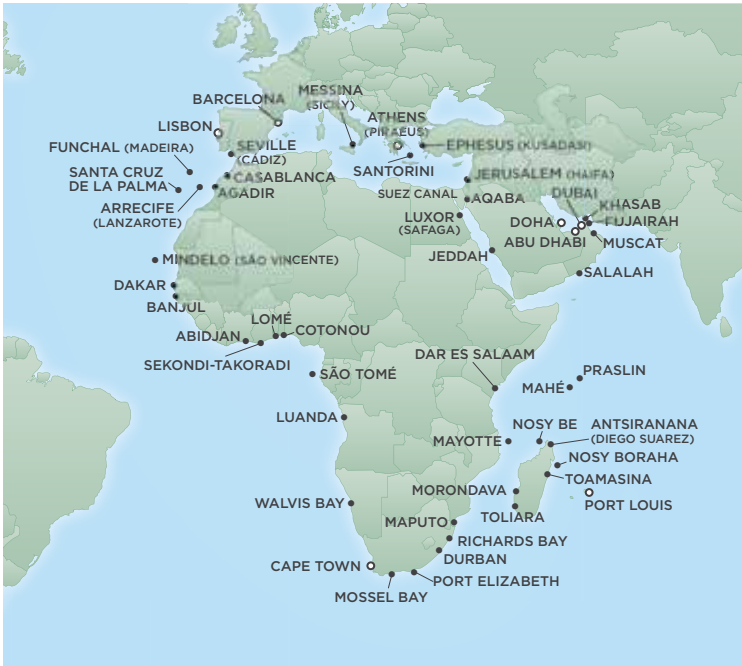 MESSINA
(SICILY)
BARCELONA
ATHENS
(PIRAEUS)
LISBON
EPHESUS (KUSADASI)
SEVILLE
(CÁDIZ)
FUNCHAL (MADEIRA)
SANTORINI
CASABLANCA
SANTA CRUZ
DE LA PALMA
JERUSALEM (HAIFA)
AGADIR
SUEZ CANAL
AQABA
DUBAI
ARRECIFE
(LANZAROTE)
LUXOR
(SAFAGA)
KHASAB
DOHA
FUJAIRAH
ABU DHABI
MUSCAT
JEDDAH
MINDELO (SÃO VINCENTE)
SALALAH
DAKAR
BANJUL
LOMÉ
COTONOU
ABIDJAN
SEKONDI-TAKORADI
DAR ES SALAAM
SÃO TOMÉ
PRASLIN
MAHÉ
LUANDA
NOSY BE
ANTSIRANANA
(DIEGO SUAREZ)
MAYOTTE
NOSY BORAHA
TOAMASINA
MORONDAVA
WALVIS BAY
PORT LOUIS
TOLIARA
MAPUTO
RICHARDS BAY
DURBAN
CAPE TOWN
PORT ELIZABETH
MOSSEL BAY